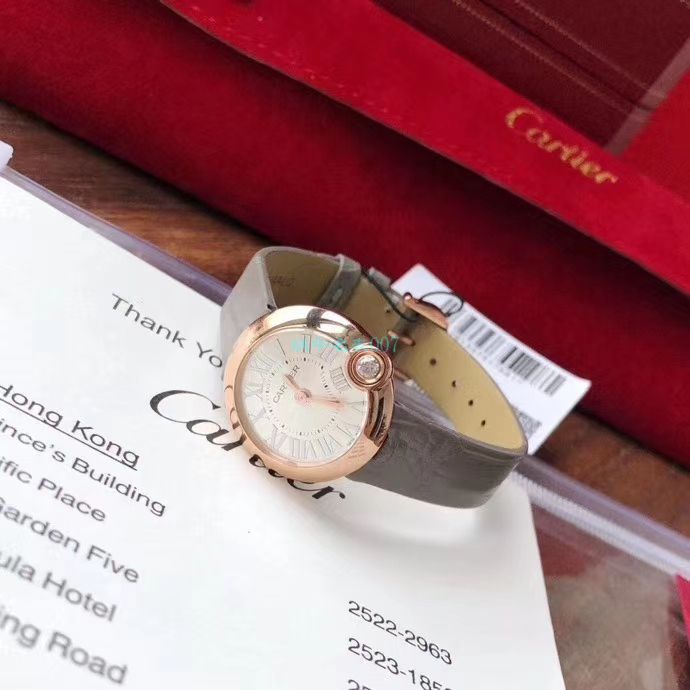 Cartier
Thank Yo
Cartier
CARTIER
Hong Kong
ince's Building
ific Place
Garden Five
ula Hotel
ing Road
2522-2963
2523-185
007